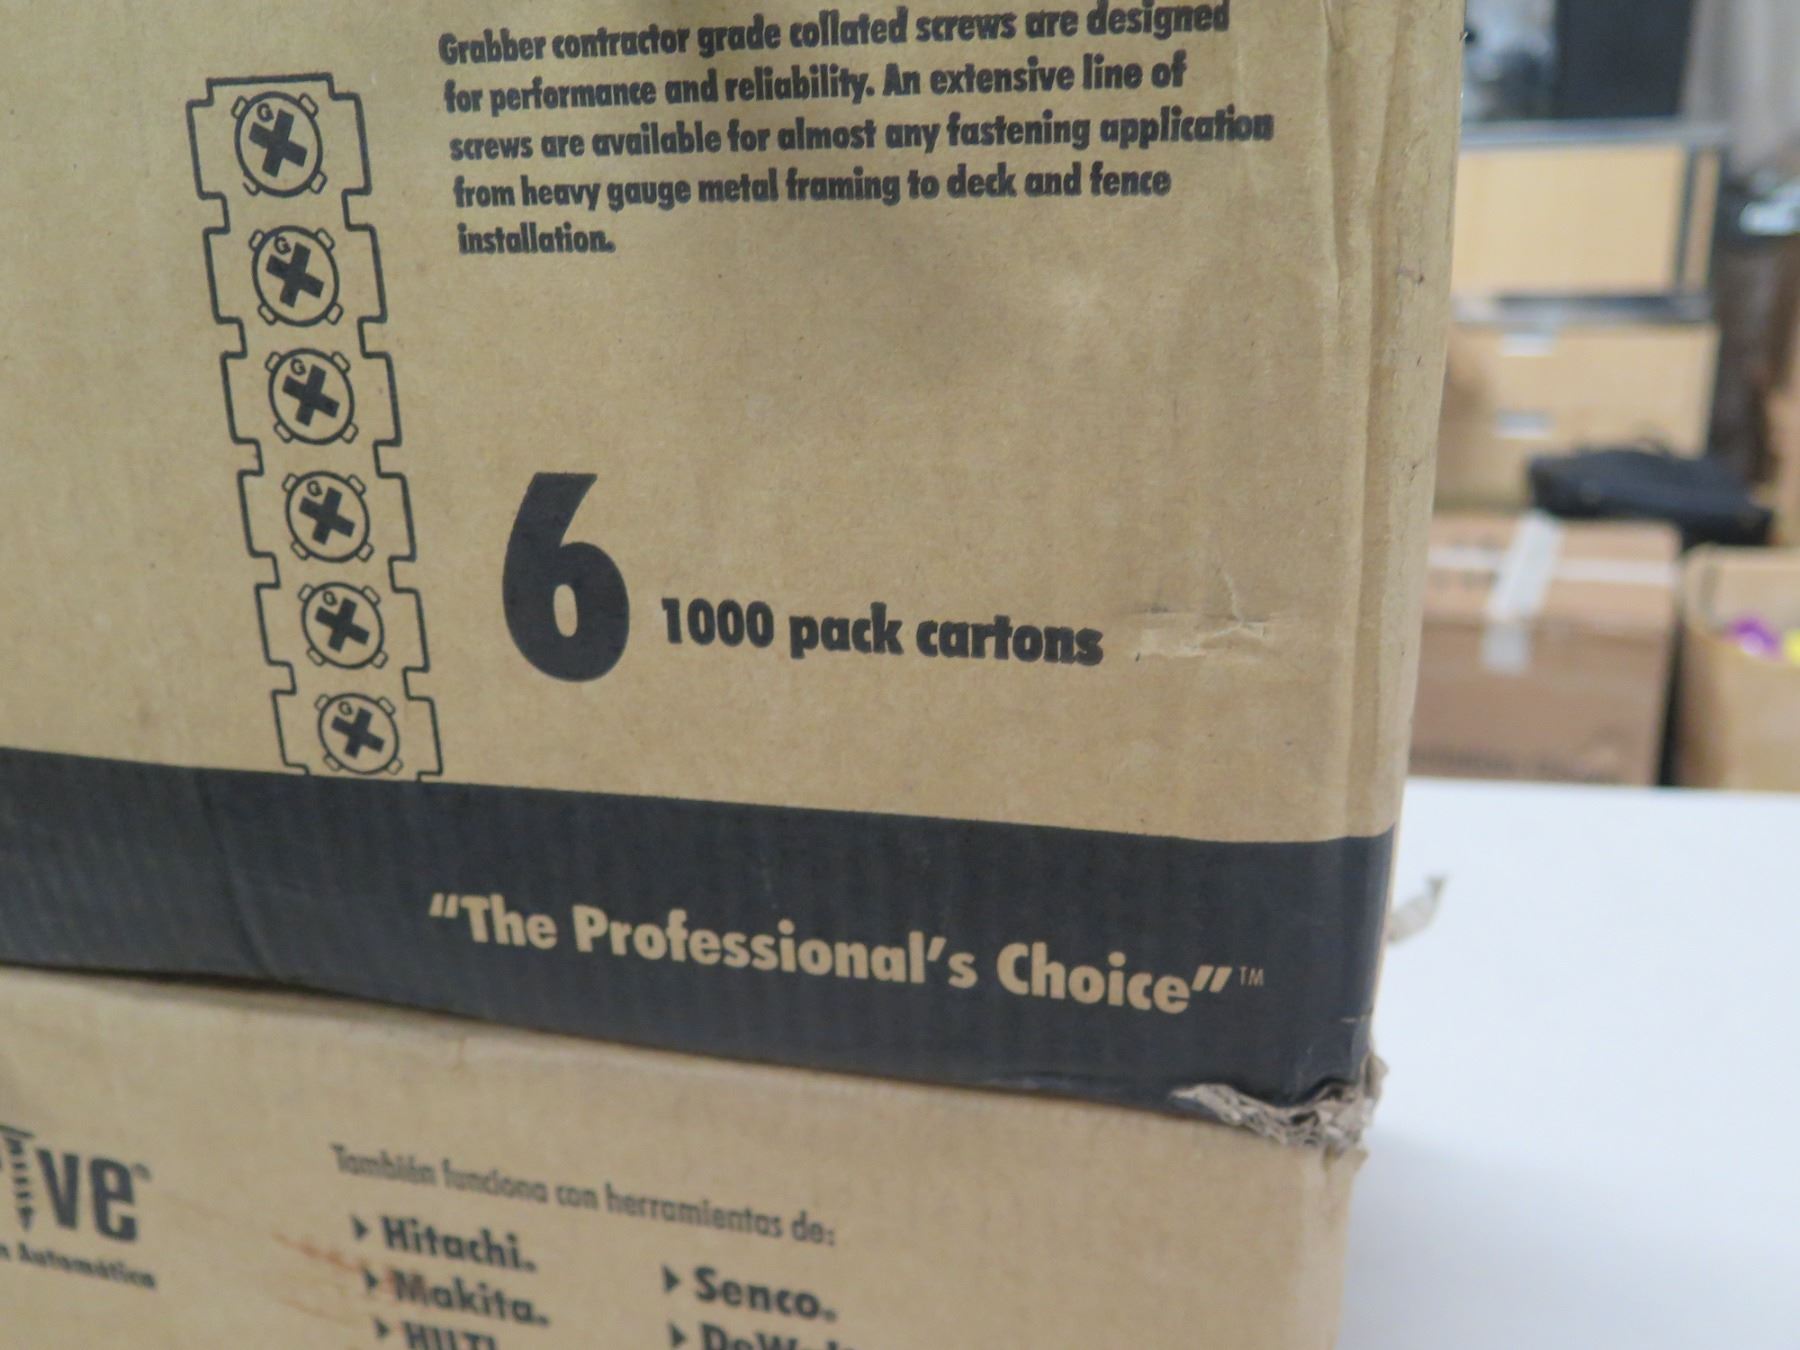 Grabber contractor grade collated screws are designed
for performance and reliability. An extensive line of
screws are available for almost any fastening application
from heavy gauge metal framing to deck and fence
installation.
G
G
G
G
G
G
6 1000 pack cartons
"The Professional's Choice"™
También funciona con herramientas de:
Hitachi.
Makita.
HILTI
Senco.
Automático